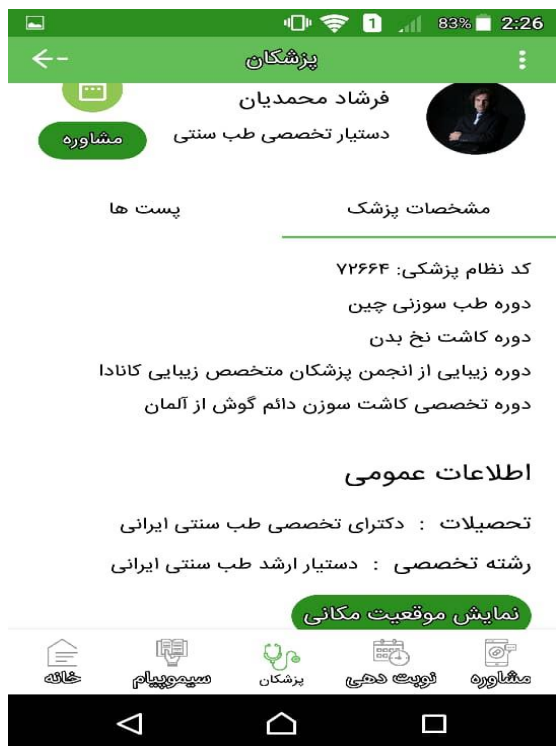 83% 2:26
1
پزشکان
فرشاد محمدیان
دستیار تخصصی طب سنتی
مشاوره
مشخصات پزشک
پست ها
کد نظام پزشکی: ۷۲۶۶۴
دوره طب سوزنی چین
دوره کاشت نخ بدن
دوره زیبایی از انجمن پزشکان متخصص زیبایی کانادا
دوره تخصصی کاشت سوزن دائم گوش از آلمان
اطلاعات عمومی
تحصیلات : دکترای تخصصی طب سنتی ایرانی
رشته تخصصی : دستیار ارشد طب سنتی ایرانی
نمایش موقعیت مکانی
مشاوره
نوبت دهی
پزشکان
سیموپیام
خانه